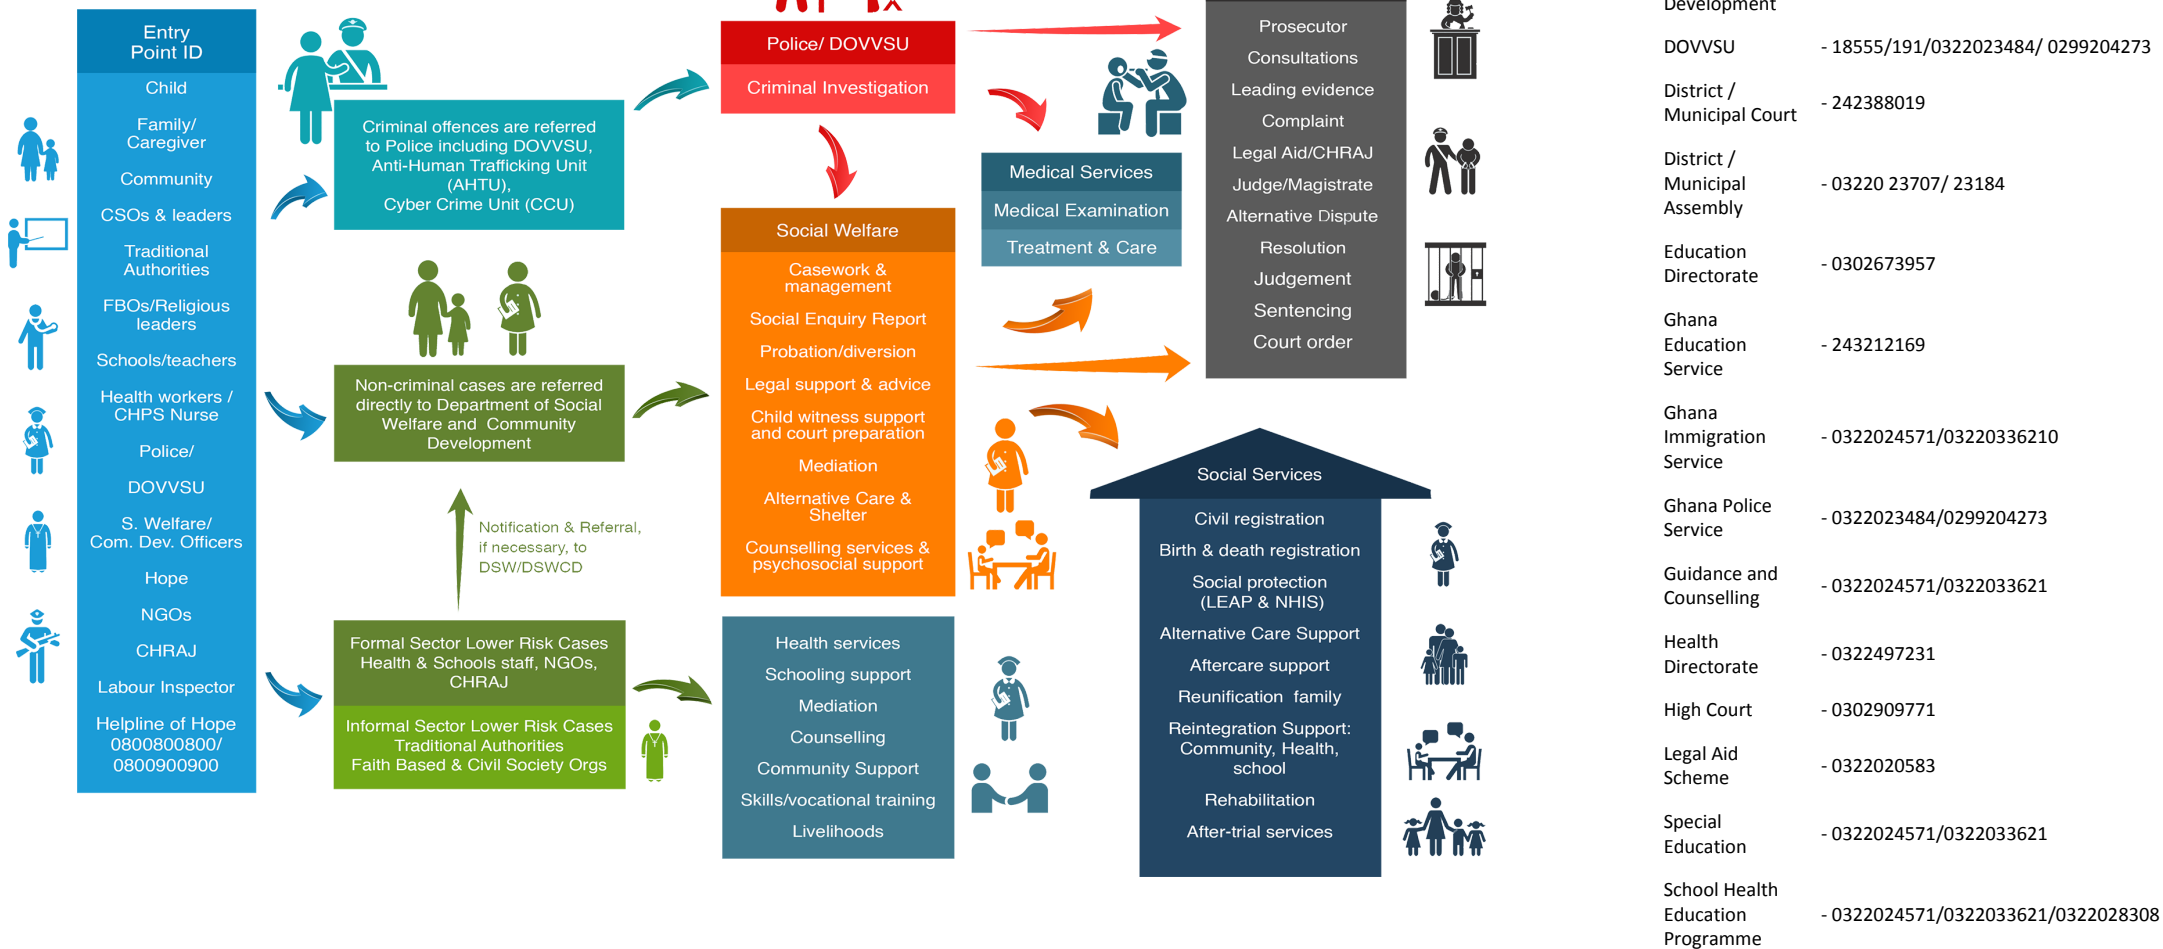 Entry
Point ID
Child
Family/
Caregiver
Community
CSOs & leaders
Traditional
Authorities
FBOs/Religious
leaders
Schools/teachers
Health workers /
CHPS Nurse
Police/
DOVVSU
S. Welfare/
Com. Dev. Officers
Hope
NGOs
CHRAJ
Labour Inspector
Helpline of Hope
0800800800/
0800900900
Criminal offences are referred
to Police including DOVVSU,
Anti-Human Trafficking Unit
(AHTU),
Cyber Crime Unit (CCU)
Non-criminal cases are referred
directly to Department of Social
Welfare and Community
Development
Notification & Referral,
if necessary, to
DSW/DSWCD
Formal Sector Lower Risk Cases
Health & Schools staff, NGOs,
CHRAJ
Informal Sector Lower Risk Cases
Traditional Authorities
Faith Based & Civil Society Orgs
Police/ DOVVSU
Criminal Investigation
Social Welfare
Casework &
management
Social Enquiry Report
Probation/diversion
Legal support & advice
Child witness support
and court preparation
Mediation
Alternative Care &
Shelter
Counselling services &
psychosocial support
Health services
Schooling support
Mediation
Counselling
Community Support
Skills/vocational training
Livelihoods
Medical Services
Medical Examination
Treatment & Care
Prosecutor
Consultations
Leading evidence
Complaint
Legal Aid/CHRAJ
Judge/Magistrate
Alternative Dispute
Resolution
Judgement
Sentencing
Court order
Social Services
Civil registration
Birth & death registration
Social protection
(LEAP & NHIS)
Alternative Care Support
Aftercare support
Reunification family
Reintegration Support:
Community, Health,
school
Rehabilitation
After-trial services
Development
DOVVSU - 18555/191/0322023484/ 0299204273
District /
Municipal Court - 242388019
District /
Municipal - 03220 23707/ 23184
Assembly
Education
Directorate - 0302673957
Ghana
Education - 243212169
Service
Ghana
Immigration - 0322024571/03220336210
Service
Ghana Police
Service - 0322023484/0299204273
Guidance and
Counselling - 0322024571/0322033621
Health
Directorate - 0322497231
High Court - 0302909771
Legal Aid
Scheme - 0322020583
Special
Education - 0322024571/0322033621
School Health
Education - 0322024571/0322033621/0322028308
Programme